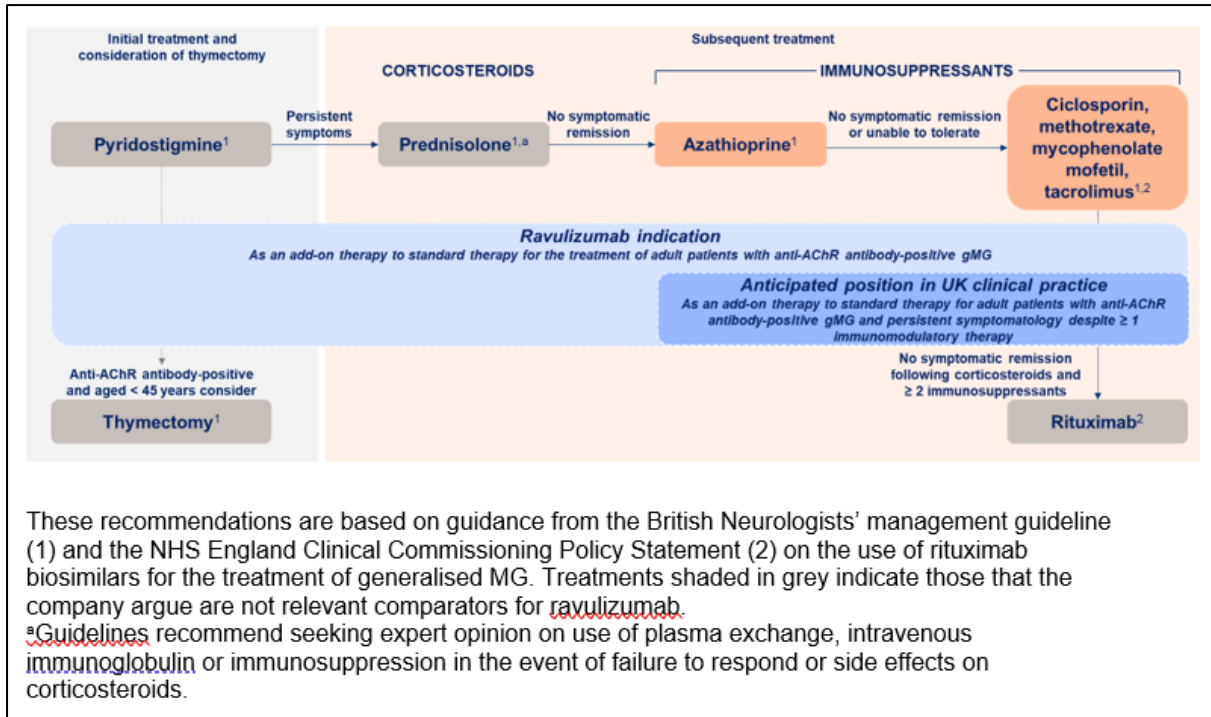 Initial treatment and
consideration of thymectomy
Subsequent treatment
CORTICOSTEROIDS
IMMUNOSUPPRESSANTS
Pyridostigmine1
Persistent
symptoms
Prednisolone1,a
No symptomatic
remission
Azathioprine1
No symptomatic remission
or unable to tolerate
Ciclosporin,
methotrexate,
mycophenolate
mofetil,
tacrolimus1,2
Ravulizumab indication
As an add-on therapy to standard therapy for the treatment of adult patients with anti-AChR antibody-positive gMG
Anticipated position in UK clinical practice
As an add-on therapy to standard therapy for adult patients with anti-AChR
antibody-positive gMG and persistent symptomatology despite ≥ 1
immunomodulatory therapy
Anti-AChR antibody-positive
and aged < 45 years consider
Thymectomy1
No symptomatic remission
following corticosteroids and
≥ 2 immunosuppressants
Rituximab2
These recommendations are based on guidance from the British Neurologists' management guideline
(1) and the NHS England Clinical Commissioning Policy Statement (2) on the use of rituximab
biosimilars for the treatment of generalised MG. Treatments shaded in grey indicate those that the
company argue are not relevant comparators for ravulizumab.
aGuidelines recommend seeking expert opinion on use of plasma exchange, intravenous
immunoglobulin or immunosuppression in the event of failure to respond or side effects on
corticosteroids.